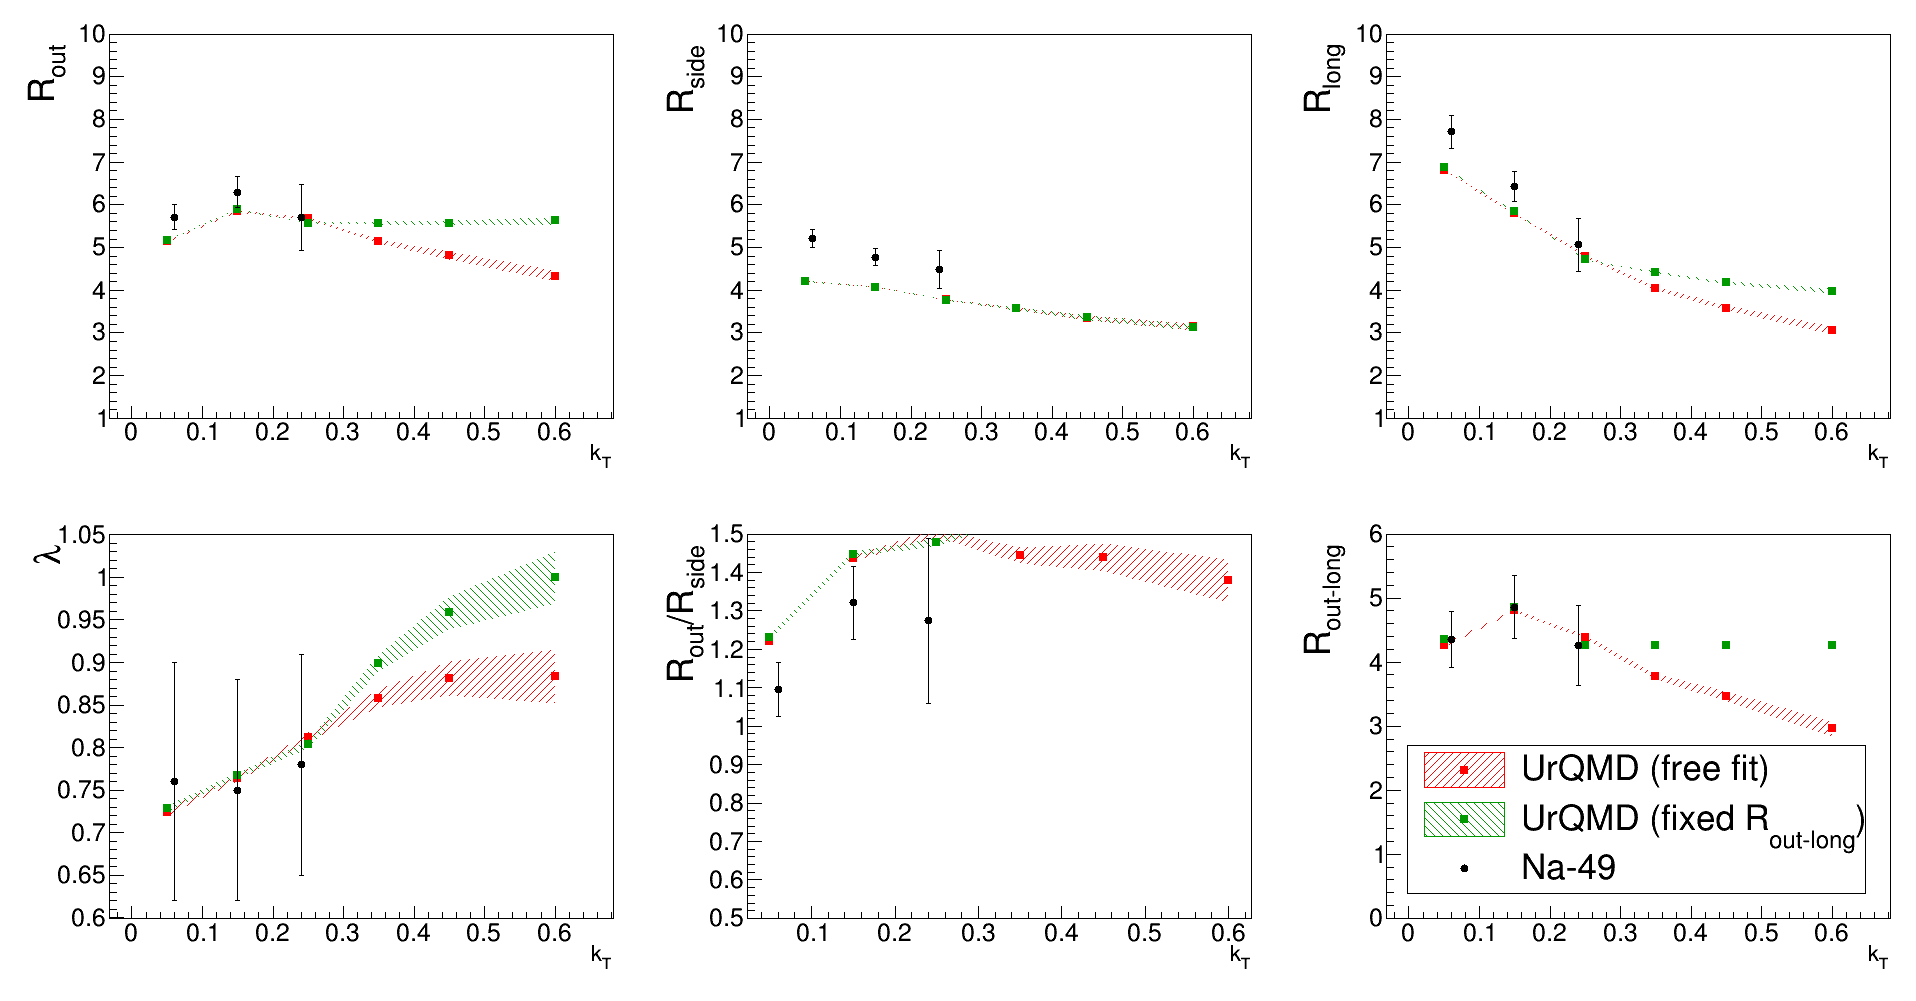 R_out
10
9
8
7
6
5
4
3
2
1
0 0.1 0.2 0.3 0.4 0.5 0.6
k_T
R_side
10
9
8
7
6
5
4
3
2
1
0 0.1 0.2 0.3 0.4 0.5 0.6
k_T
R_long
10
9
8
7
6
5
4
3
2
1
0 0.1 0.2 0.3 0.4 0.5 0.6
k_T
λ
1.05
1
0.95
0.9
0.85
0.8
0.75
0.7
0.65
0.6
0 0.1 0.2 0.3 0.4 0.5 0.6
k_T
R_out/R_side
1.5
1.4
1.3
1.2
1.1
1
0.9
0.8
0.7
0.6
0.5
0.1 0.2 0.3 0.4 0.5 0.6
k_T
R_out-long
6
5
4
3
2
1
0
UrQMD (free fit)
UrQMD (fixed R_out-long)
Na-49
0 0.1 0.2 0.3 0.4 0.5 0.6
k_T